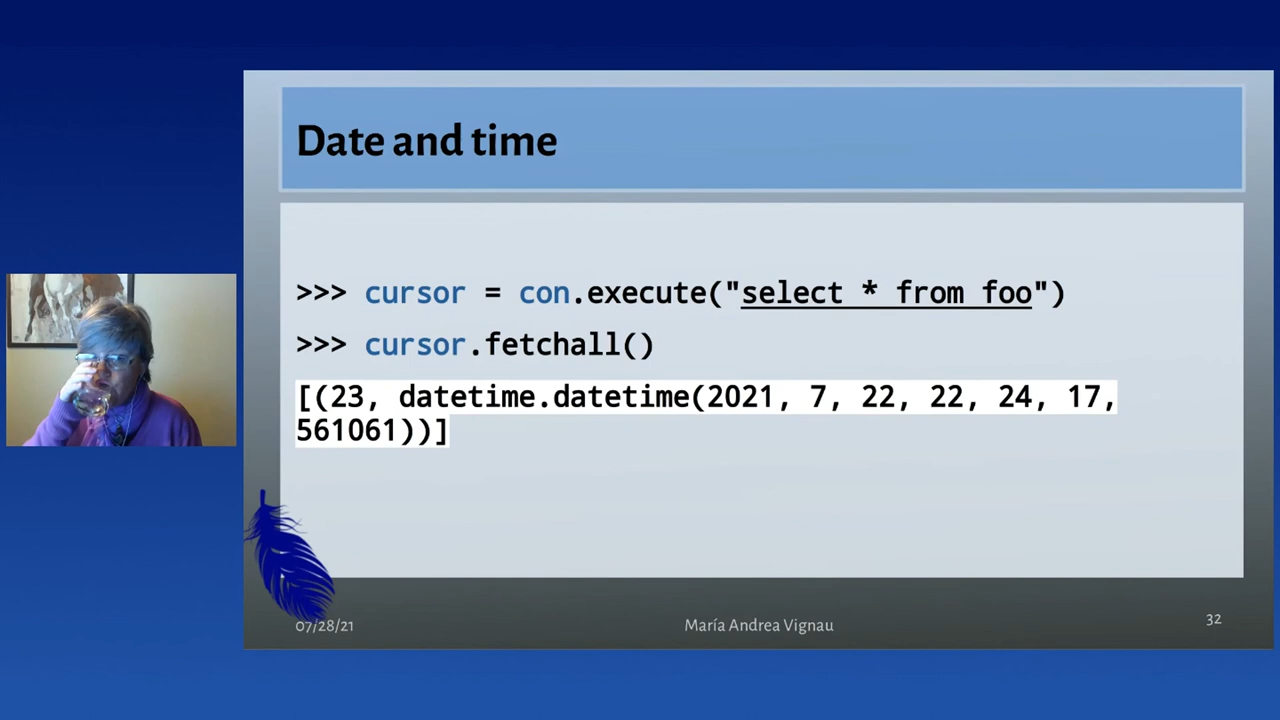 Date and time
>>> cursor = con.execute("select * from foo")
>>> cursor.fetchall()
[(23, datetime.datetime(2021, 7, 22, 22, 24, 17,
561061))]
07/28/21
María Andrea Vignau
32